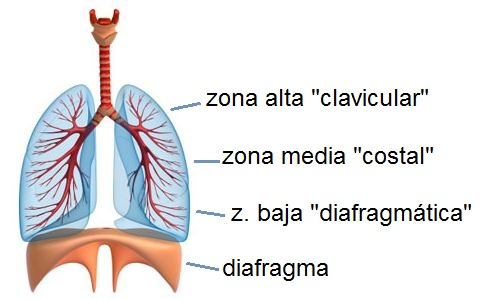 zona alta "clavicular"
zona media "costal"
z. baja "diafragmática"
diafragma